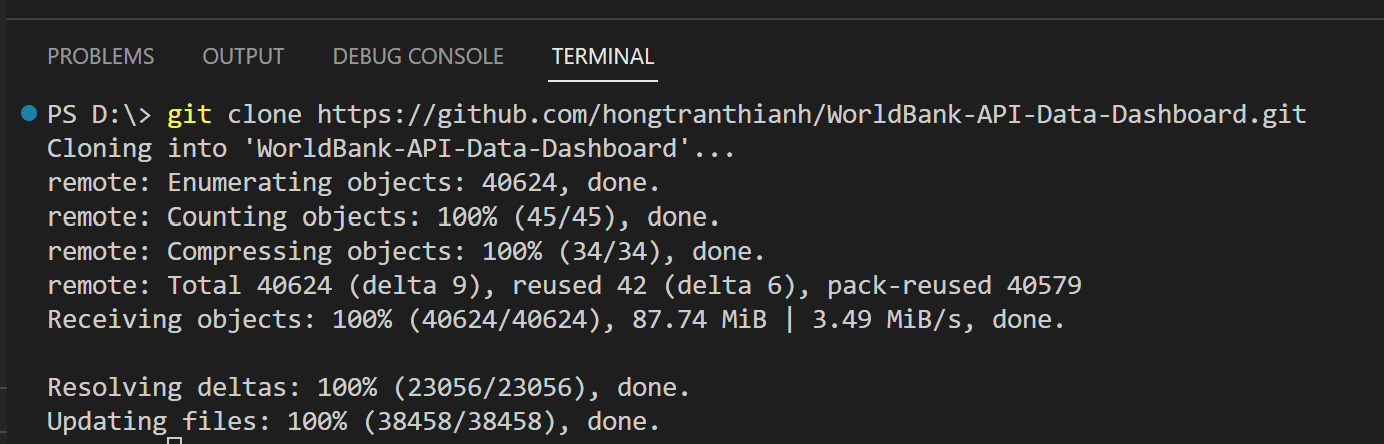 PROBLEMS OUTPUT DEBUG CONSOLE TERMINAL
PS D:\> git clone https://github.com/hongtranthianh/WorldBank-API-Data-Dashboard.git
Cloning into 'WorldBank-API-Data-Dashboard'...
remote: Enumerating objects: 40624, done.
remote: Counting objects: 100% (45/45), done.
remote: Compressing objects: 100% (34/34), done.
remote: Total 40624 (delta 9), reused 42 (delta 6), pack-reused 40579
Receiving objects: 100% (40624/40624), 87.74 MiB | 3.49 MiB/s, done.
Resolving deltas: 100% (23056/23056), done.
Updating files: 100% (38458/38458), done.